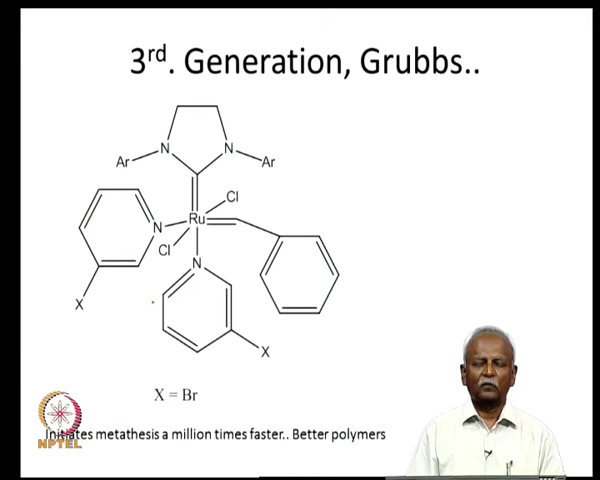 3rd. Generation, Grubbs..
N
N
Ar
Ar
Cl
Ru
N
Cl
N
X
X
X = Br
Initiates metathesis a million times faster.. Better polymers
NPTEL